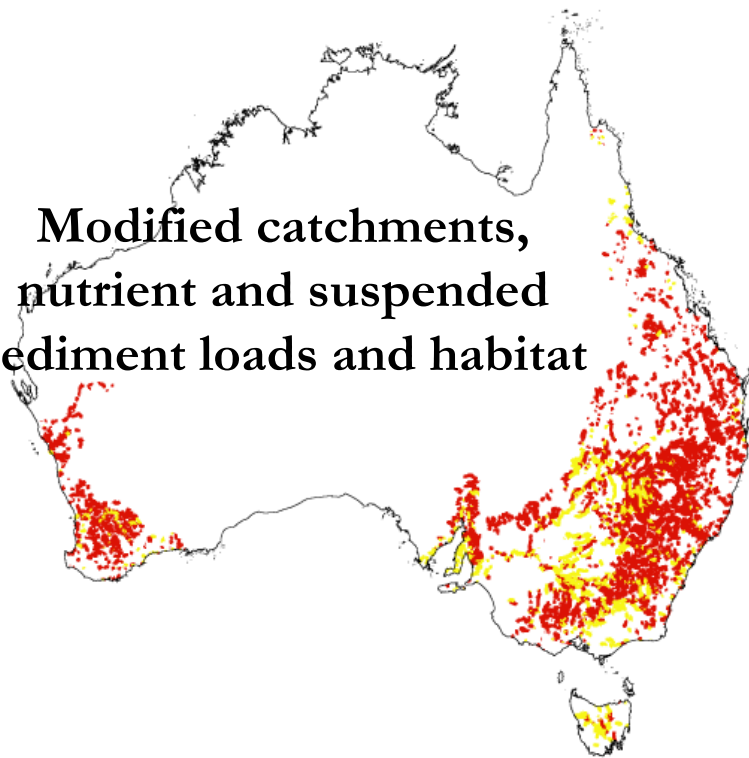 Modified catchments,
nutrient and suspended
ediment loads and habitat